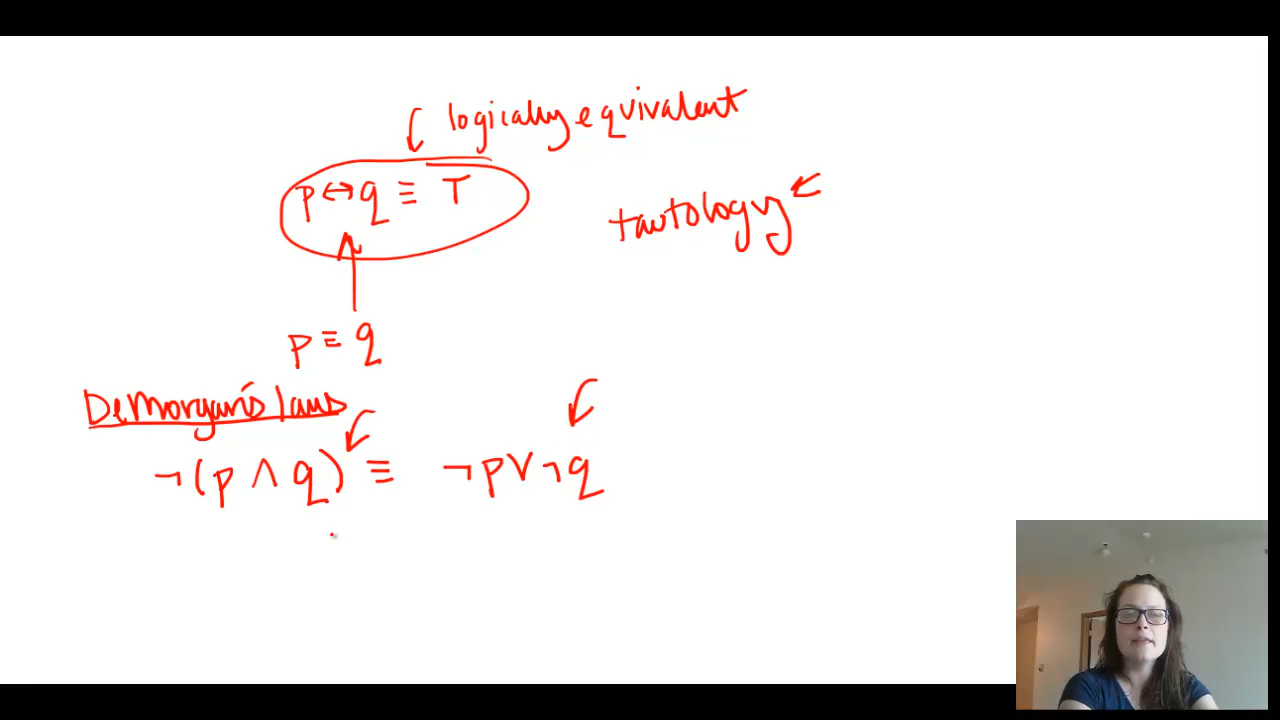 logically equivalent
p ↔ q ≡ T
tautology
p ≡ q
DeMorgan's laws
¬(p ∧ q) ≡ ¬p ∨ ¬q